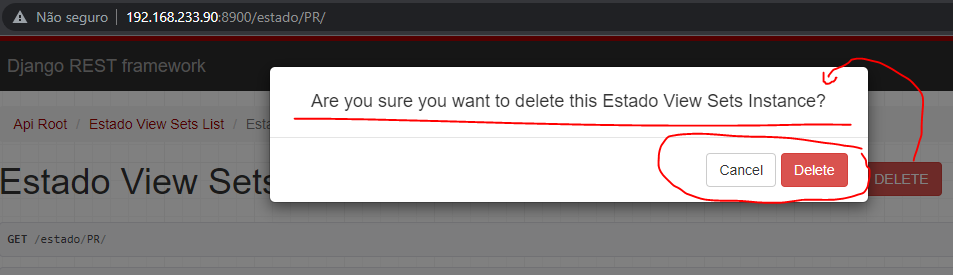 Não seguro | 192.168.233.90:8900/estado/PR/
Django REST framework
Are you sure you want to delete this Estado View Sets Instance?
Api Root / Estado View Sets List / Esta
Cancel Delete
Estado View Sets
DELETE
GET /estado/PR/